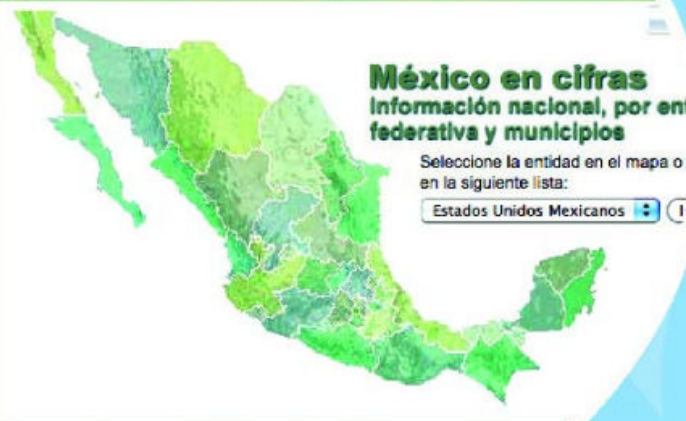 México en cifras
Información nacional, por
federativa y municipios
Seleccione la entidad en el mapa o
en la siguiente lista:
Estados Unidos Mexicanos